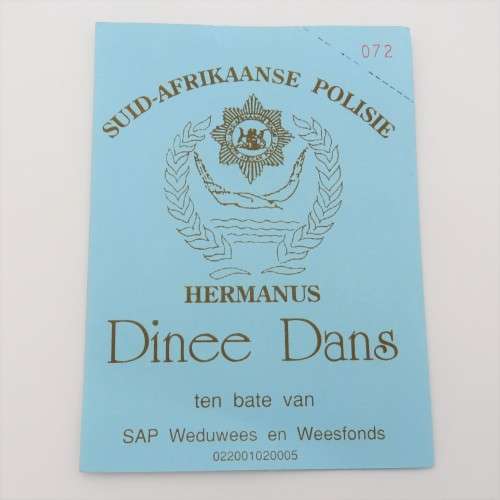 072
SUID-AFRIKAANSE POLISIE
HERMANUS
Dinee Dans
ten bate van
SAP Weduwees en Weesfonds
022001020005